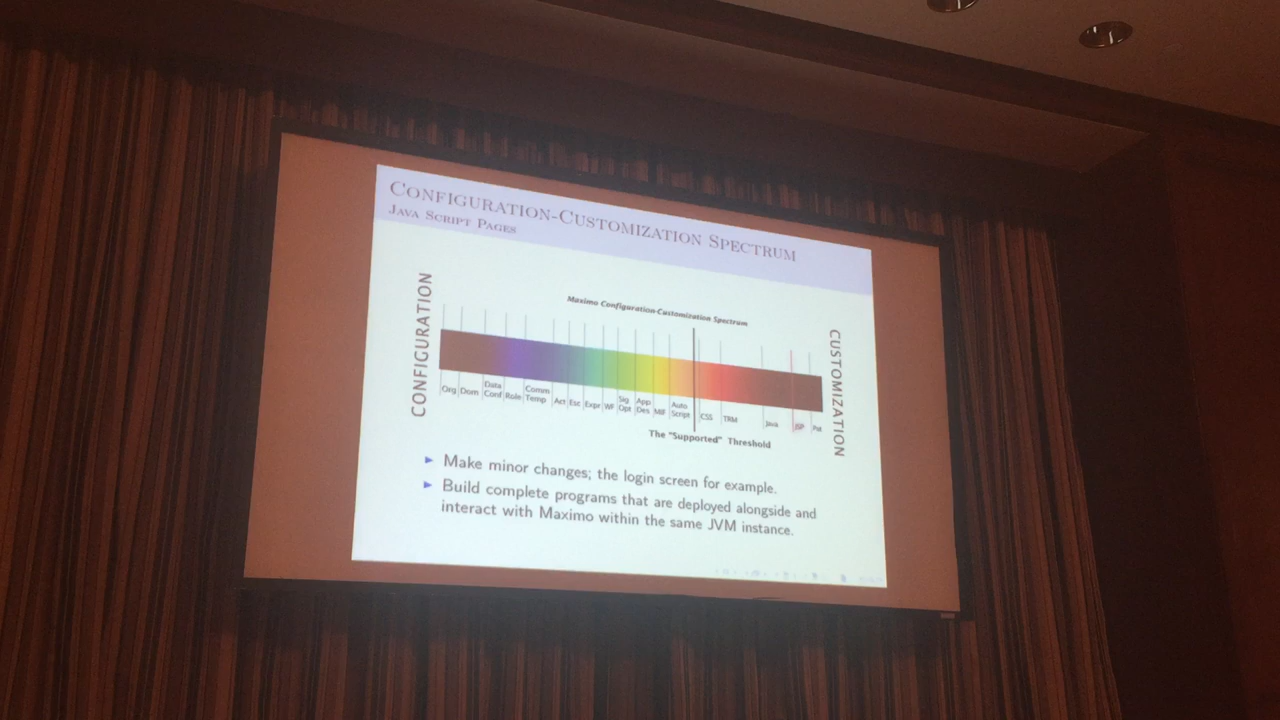 CONFIGURATION-CUSTOMIZATION SPECTRUM
JAVA SCRIPT PAGES
Maximo Configuration-Customization Spectrum
CONFIGURATION
CUSTOMIZATION
Org Dom Data Conf Role Comm Temp Act Esc Expr WF Sig Opt App Des MIF Auto Script CSS TRM Java JSP Pat
The "Supported" Threshold
Make minor changes; the login screen for example.
Build complete programs that are deployed alongside and
interact with Maximo within the same JVM instance.